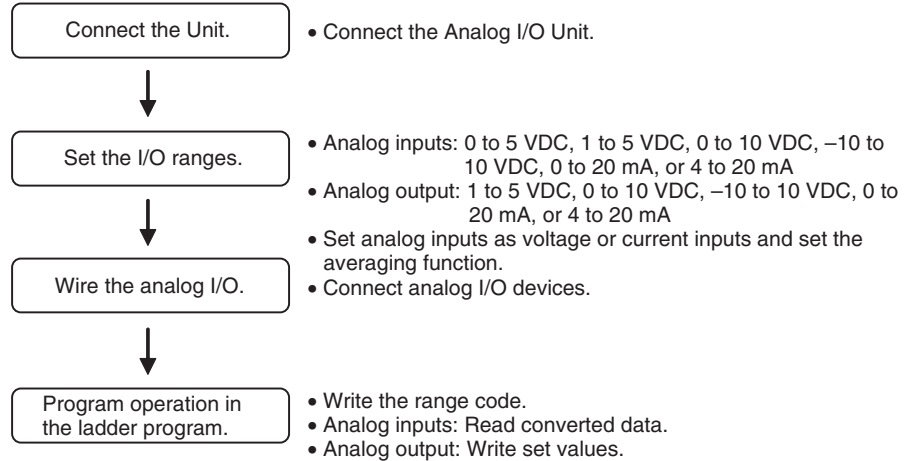 Connect the Unit.
• Connect the Analog I/O Unit.
Set the I/O ranges.
• Analog inputs: 0 to 5 VDC, 1 to 5 VDC, 0 to 10 VDC, –10 to
10 VDC, 0 to 20 mA, or 4 to 20 mA
• Analog output: 1 to 5 VDC, 0 to 10 VDC, –10 to 10 VDC, 0 to
20 mA, or 4 to 20 mA
• Set analog inputs as voltage or current inputs and set the
averaging function.
Wire the analog I/O.
• Connect analog I/O devices.
Program operation in
the ladder program.
• Write the range code.
• Analog inputs: Read converted data.
• Analog output: Write set values.